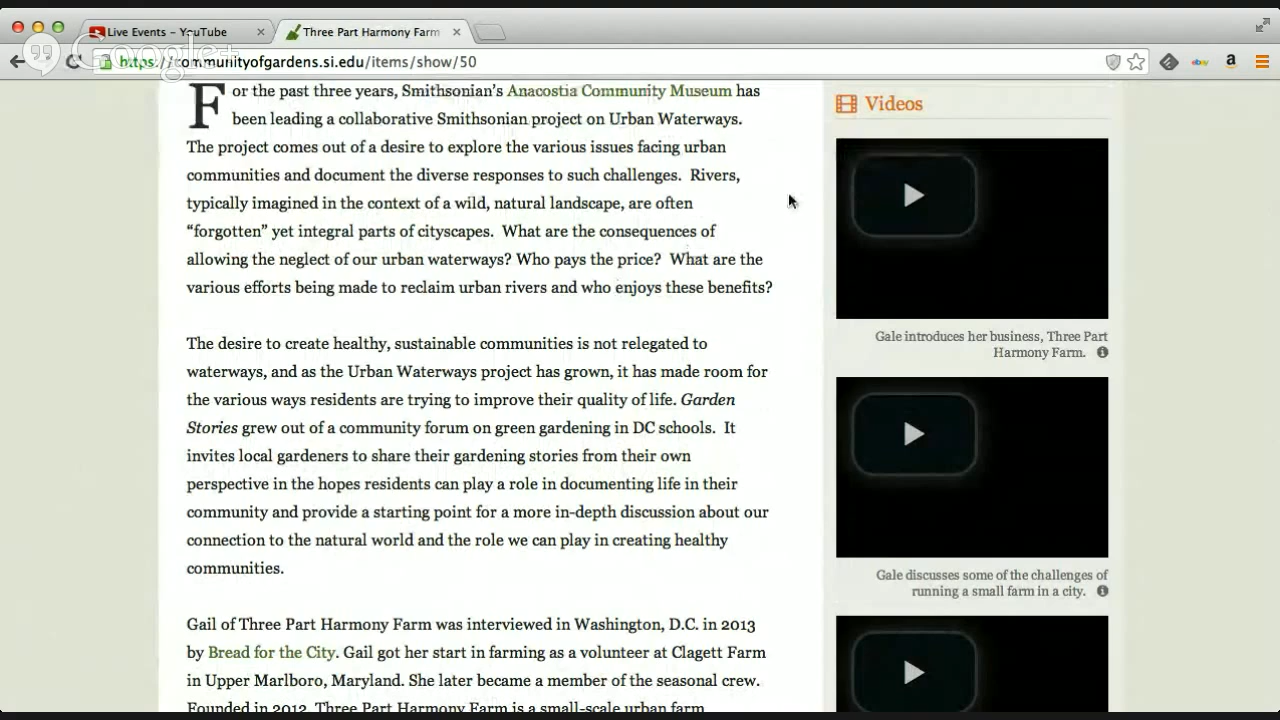 Live Events - YouTube
Three Part Harmony Farm
Google+
https://communityofgardens.si.edu/items/show/50
For the past three years, Smithsonian's Anacostia Community Museum has
been leading a collaborative Smithsonian project on Urban Waterways.
The project comes out of a desire to explore the various issues facing urban
communities and document the diverse responses to such challenges. Rivers,
typically imagined in the context of a wild, natural landscape, are often
“forgotten” yet integral parts of cityscapes. What are the consequences of
allowing the neglect of our urban waterways? Who pays the price? What are the
various efforts being made to reclaim urban rivers and who enjoys these benefits?
The desire to create healthy, sustainable communities is not relegated to
waterways, and as the Urban Waterways project has grown, it has made room for
the various ways residents are trying to improve their quality of life. Garden
Stories grew out of a community forum on green gardening in DC schools. It
invites local gardeners to share their gardening stories from their own
perspective in the hopes residents can play a role in documenting life in their
community and provide a starting point for a more in-depth discussion about our
connection to the natural world and the role we can play in creating healthy
communities.
Gail of Three Part Harmony Farm was interviewed in Washington, D.C. in 2013
by Bread for the City. Gail got her start in farming as a volunteer at Clagett Farm
in Upper Marlboro, Maryland. She later became a member of the seasonal crew.
Founded in 2012, Three Part Harmony Farm is a small-scale urban farm
Videos
Gale introduces her business, Three Part
Harmony Farm.
Gale discusses some of the challenges of
running a small farm in a city.